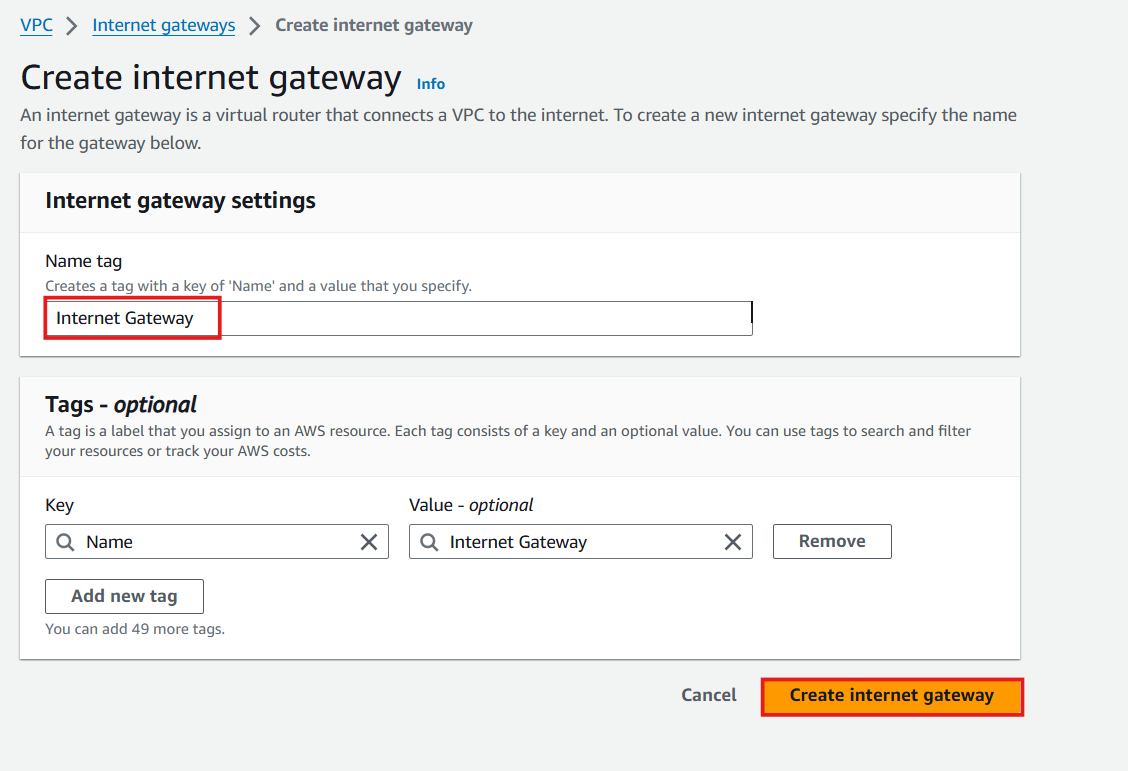 VPC > Internet gateways > Create internet gateway
Create internet gateway Info
An internet gateway is a virtual router that connects a VPC to the internet. To create a new internet gateway specify the name
for the gateway below.
Internet gateway settings
Name tag
Creates a tag with a key of 'Name' and a value that you specify.
Internet Gateway
Tags - optional
A tag is a label that you assign to an AWS resource. Each tag consists of a key and an optional value. You can use tags to search and filter
your resources or track your AWS costs.
Key Value - optional
Name Internet Gateway Remove
Add new tag
You can add 49 more tags.
Cancel Create internet gateway